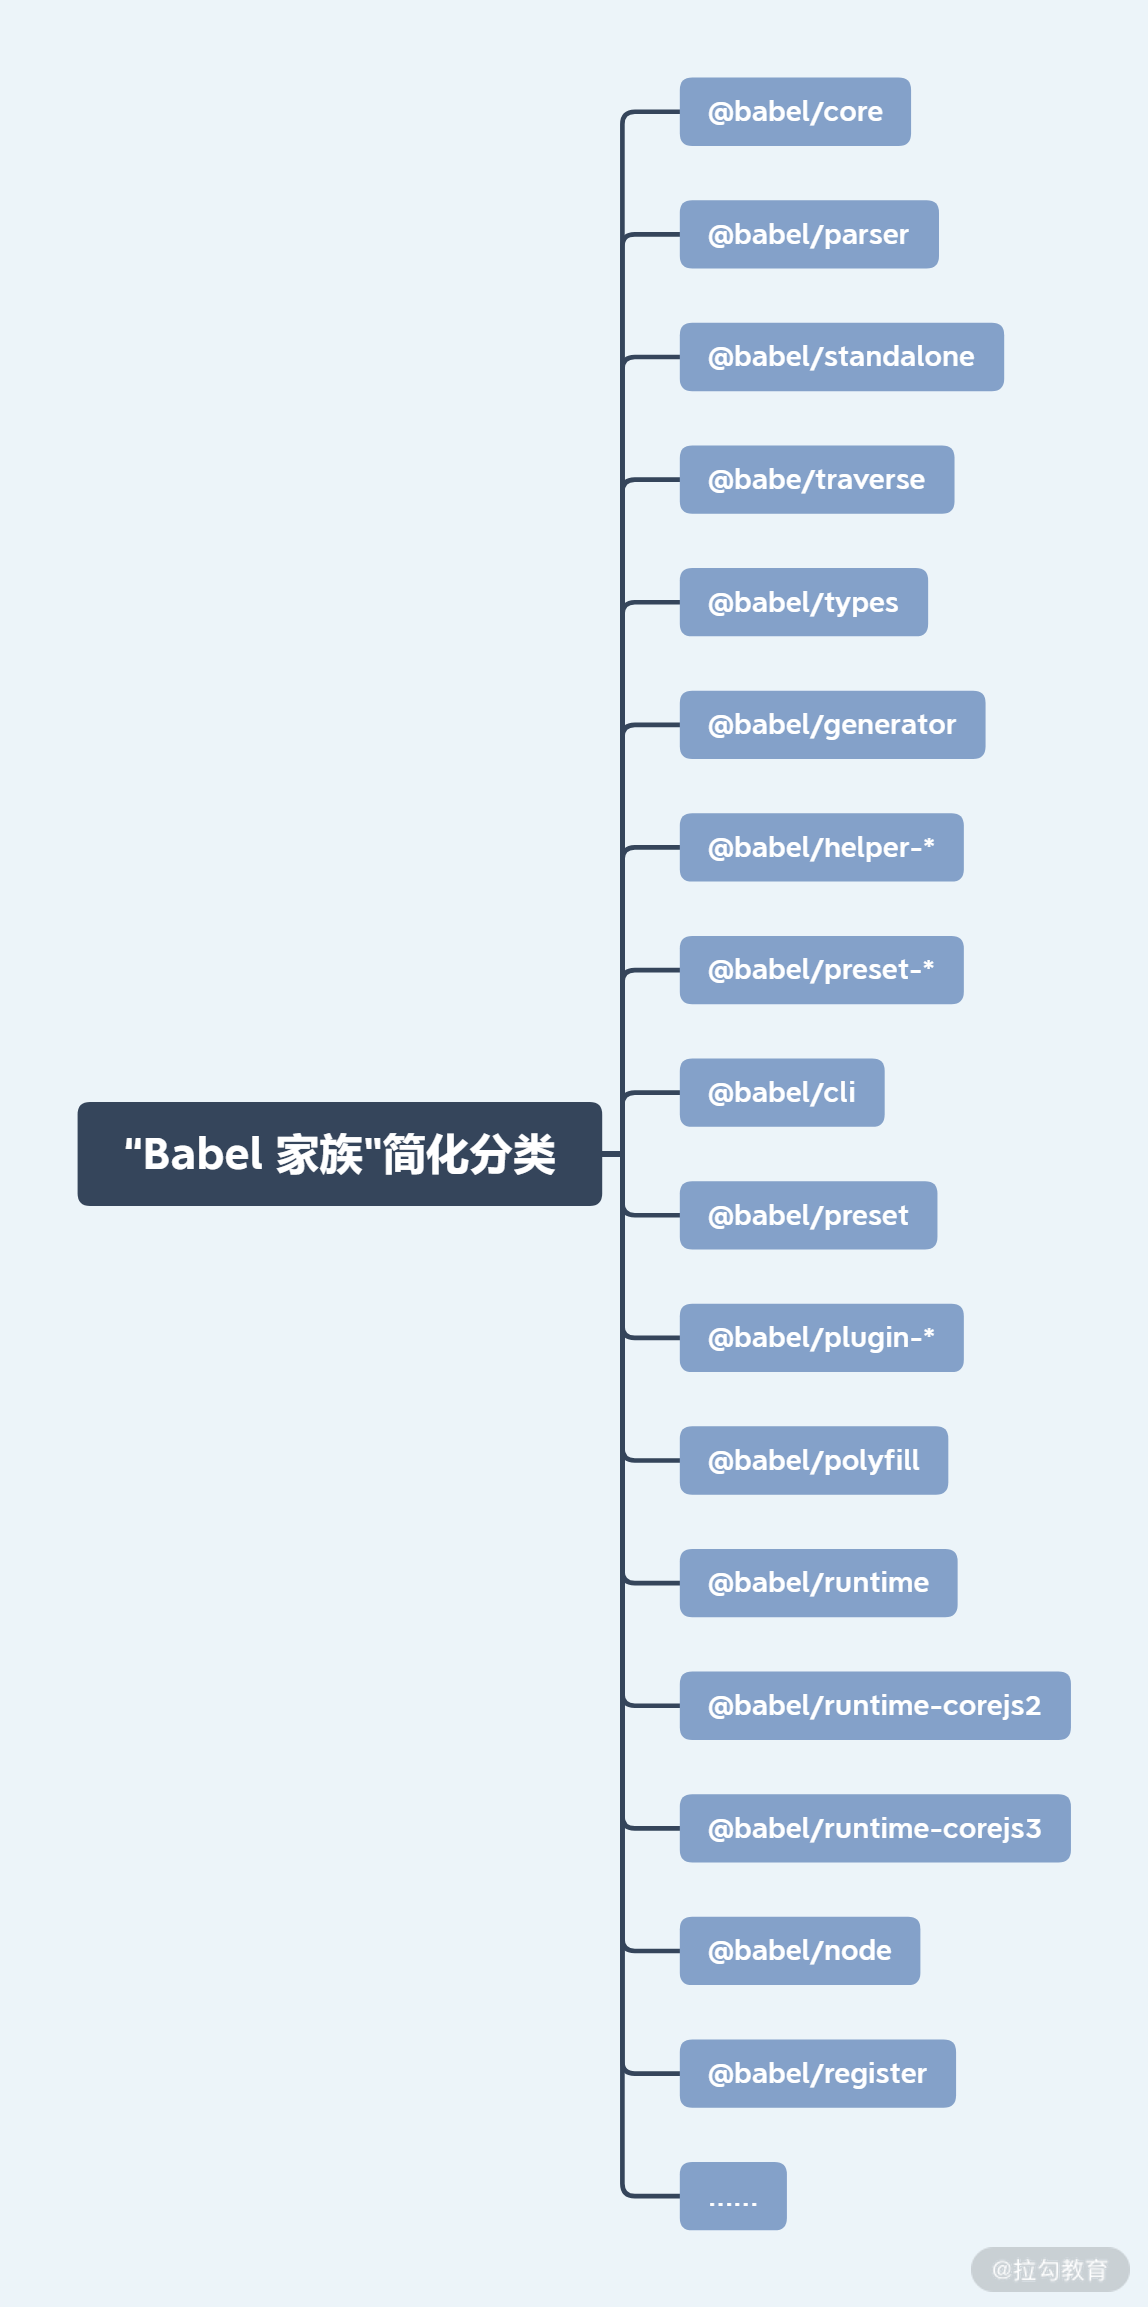 @babel/core
@babel/parser
@babel/standalone
@babe/traverse
@babel/types
@babel/generator
@babel/helper-*
@babel/preset-*
@babel/cli
“Babel 家族"简化分类
@babel/preset
@babel/plugin-*
@babel/polyfill
@babel/runtime
@babel/runtime-corejs2
@babel/runtime-corejs3
@babel/node
@babel/register
......
@拉勾教育